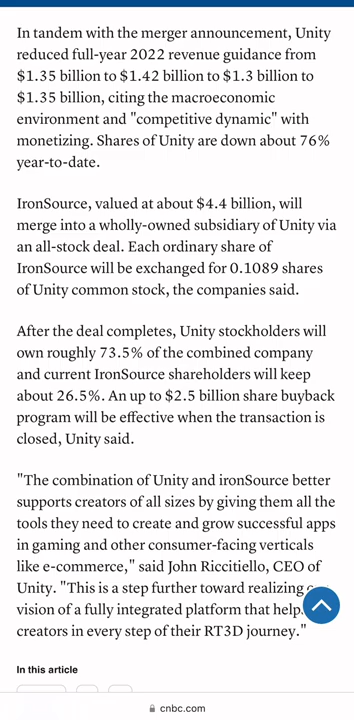 In tandem with the merger announcement, Unity
reduced full-year 2022 revenue guidance from
$1.35 billion to $1.42 billion to $1.3 billion to
$1.35 billion, citing the macroeconomic
environment and "competitive dynamic" with
monetizing. Shares of Unity are down about 76%
year-to-date.
IronSource, valued at about $4.4 billion, will
merge into a wholly-owned subsidiary of Unity via
an all-stock deal. Each ordinary share of
IronSource will be exchanged for 0.1089 shares
of Unity common stock, the companies said.
After the deal completes, Unity stockholders will
own roughly 73.5% of the combined company
and current IronSource shareholders will keep
about 26.5%. An up to $2.5 billion share buyback
program will be effective when the transaction is
closed, Unity said.
"The combination of Unity and ironSource better
supports creators of all sizes by giving them all the
tools they need to create and grow successful apps
in gaming and other consumer-facing verticals
like e-commerce," said John Riccitiello, CEO of
Unity. "This is a step further toward realizing
vision of a fully integrated platform that help
creators in every step of their RT3D journey."
In this article
cnbc.com